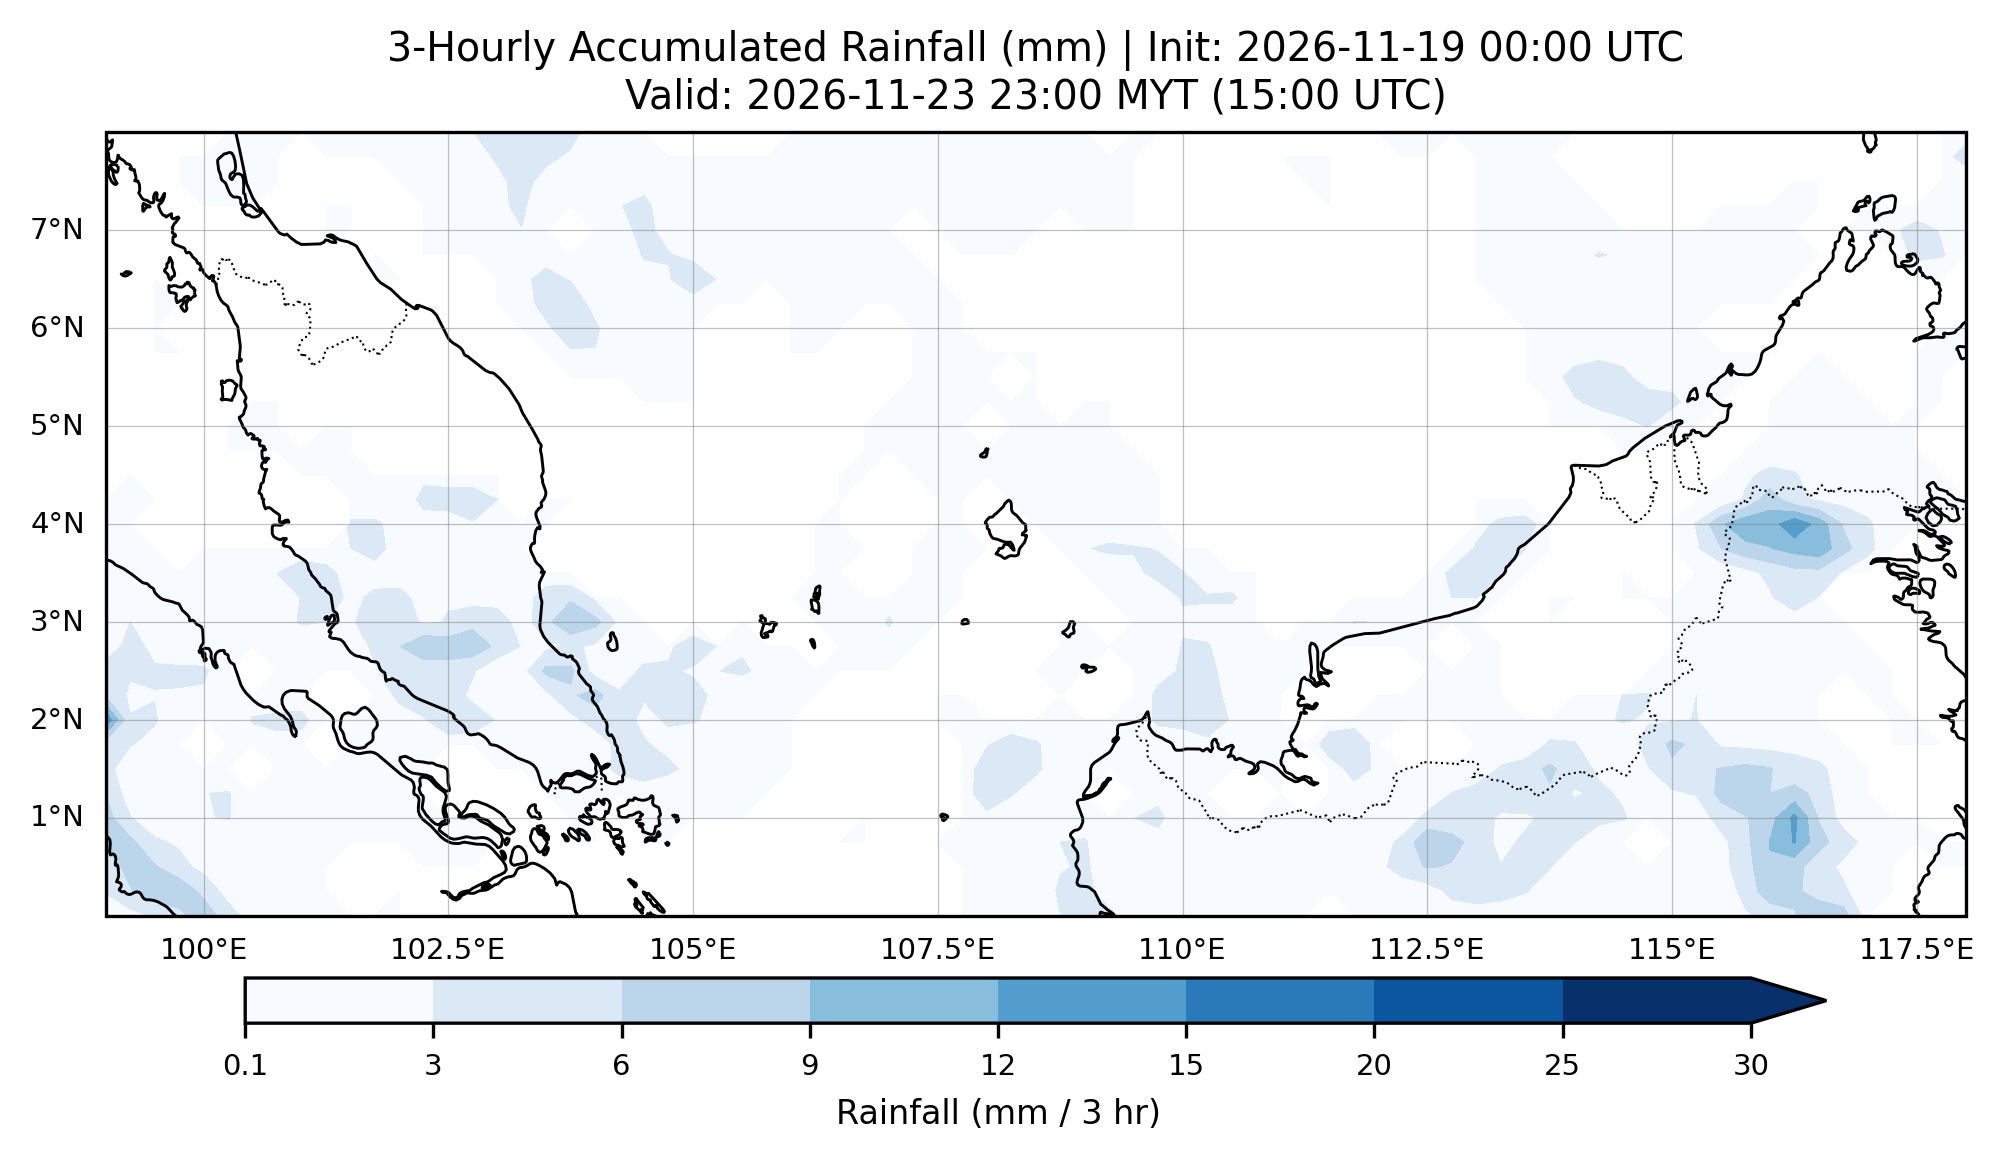 3-Hourly Accumulated Rainfall (mm) | Init: 2026-11-19 00:00 UTC
Valid: 2026-11-23 23:00 MYT (15:00 UTC)
7°N
6°N
5°N
4°N
3°N
2°N
1°N
100°E 102.5°E 105°E 107.5°E 110°E 112.5°E 115°E 117.5°E
0.1 3 6 9 12 15 20 25 30
Rainfall (mm / 3 hr)